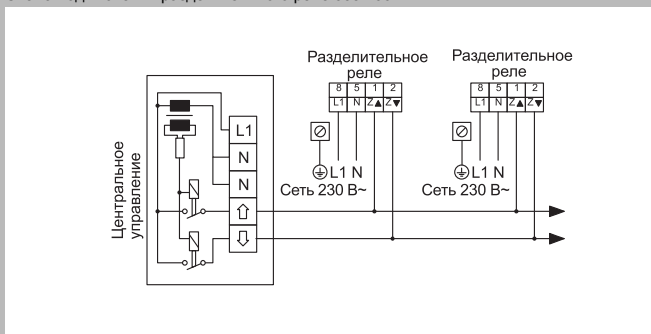 Разделительное
реле
8 5 1 2
L1 N Z▲ Z▼
L1 N
Сеть 230 В~
Разделительное
реле
8 5 1 2
L1 N Z▲ Z▼
L1 N
Сеть 230 В~
Центральное
управление
L1
N
N